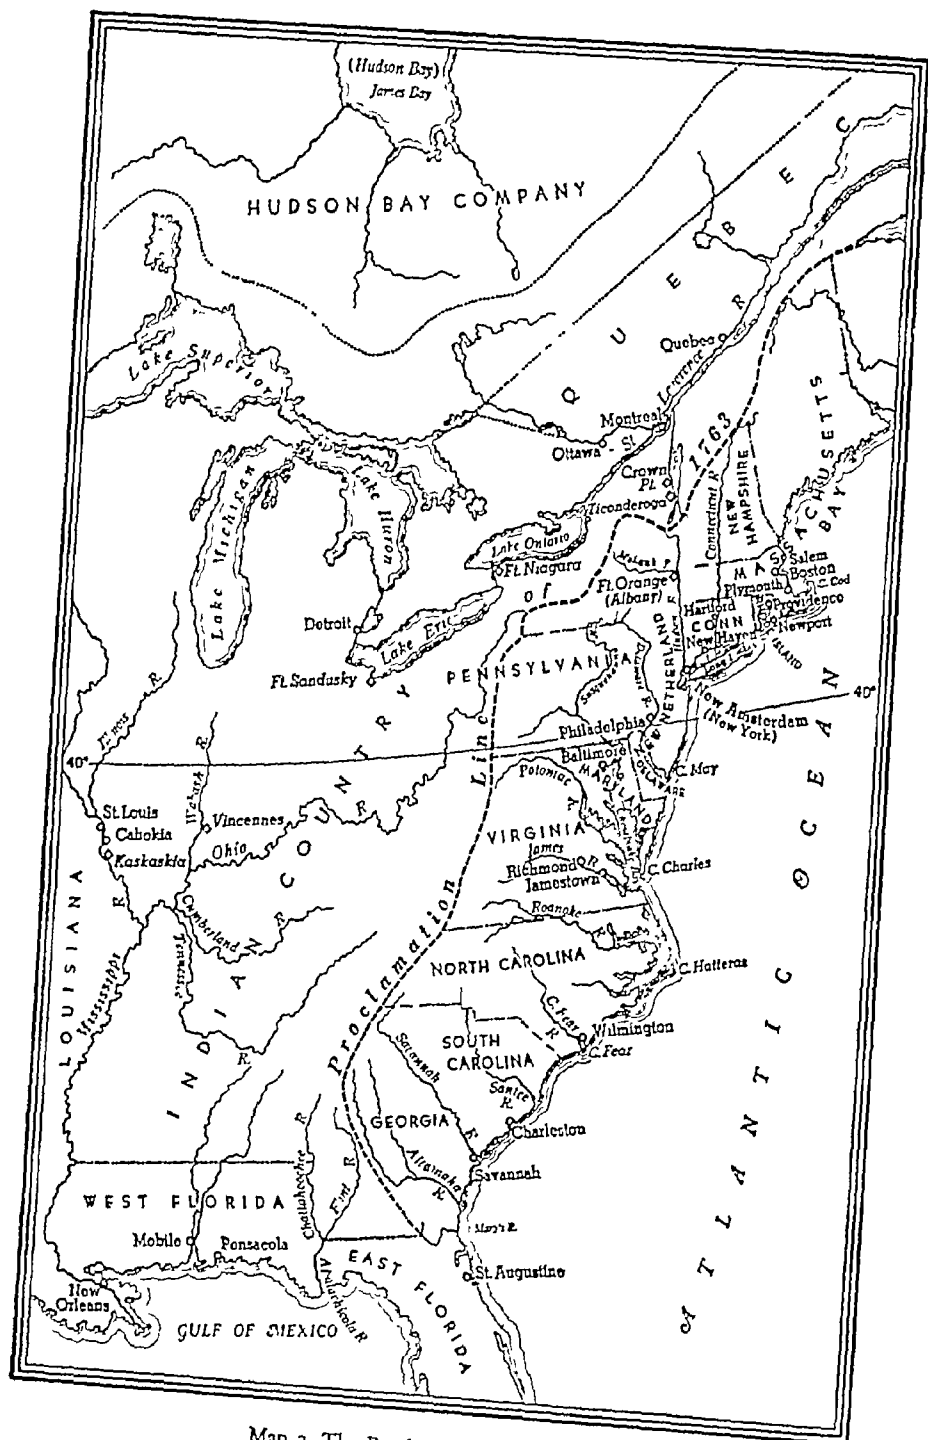 (Hudson Bay)
James Bay
HUDSON BAY COMPANY
QUEBEC
Lake Superior
Quebec
R
St. Lawrence
Montreal
Ottawa
Crown
Pt.
Ticonderoga
1763
Connecticut R
NEW
HAMPSHIRE
MASSACHUSETTS
BAY
Lake Michigan
Lake
Huron
Lake Ontario
Ft. Niagara
Mohawk R
Ft. Orange
(Albany)
Salem
Boston
Plymouth
C. Cod
Providence
Hartford
CONN
New Haven
Newport
ISLAND
Detroit
Lake Erie
Ft. Sandusky
PENNSYLVANIA
R
NEW NETHERLAND
New Amsterdam
(New York)
40°
Philadelphia
Baltimore
MARYLAND
DELAWARE
C. May
Potomac
R
40°
R
Wabash R
St. Louis
Cahokia
Kaskaskia
Vincennes
Ohio
R
VIRGINIA
James
R
Richmond
Jamestown
C. Charles
Roanoke
R
Proclamation Line of
INDIAN COUNTRY
Cumberland
R
Tennessee
R
LOUISIANA
Mississippi
R
NORTH CAROLINA
C. Hatteras
C. Fear
R
Wilmington
C. Fear
SOUTH
CAROLINA
Savannah
R
Santee
R.
Charleston
GEORGIA
Altamaha
R.
Savannah
WEST FLORIDA
Chattahoochee
R
Flint R
Mobile
Pensacola
St. Augustine
EAST FLORIDA
Apalachicola R
New
Orleans
GULF OF MEXICO
ATLANTIC OCEAN